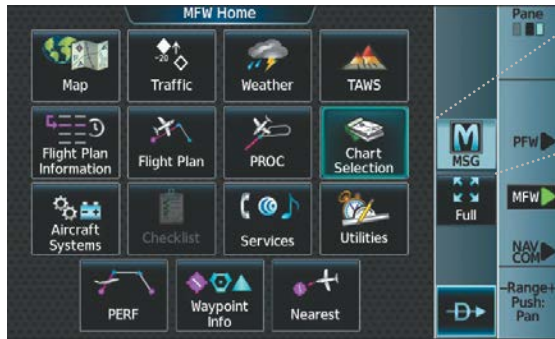 MFW Home
Map
Traffic
Weather
TAWS
-20
Flight Plan
Information
Flight Plan
PROC
Chart
Selection
Aircraft
Systems
Checklist
Services
Utilities
PERF
Waypoint
Info
Nearest
M
MSG
Full
D
Pane
PFW
MFW
NAV
COM
-Range+
Push:
Pan